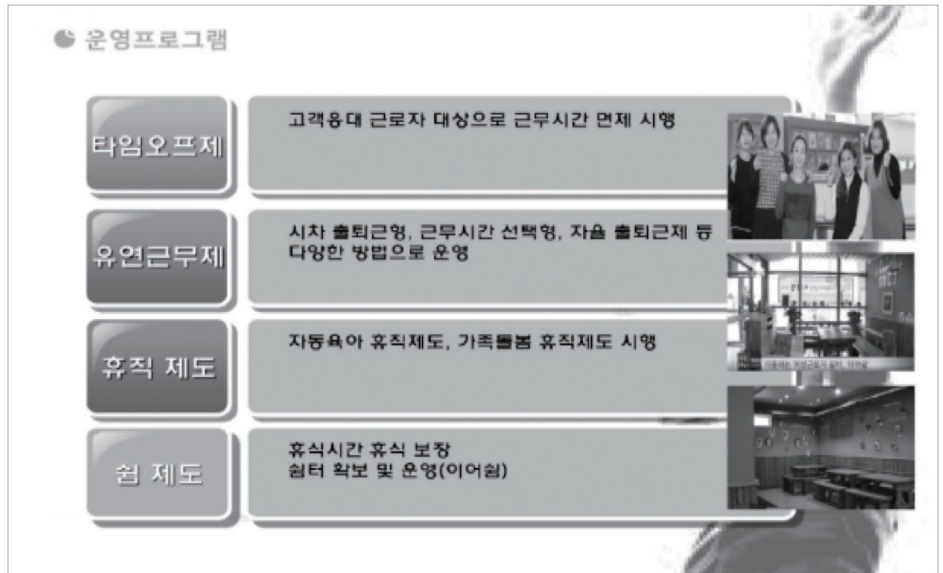 운영프로그램
타임오프제
고객응대 근로자 대상으로 근무시간 면제 시행
유연근무제
시차 출퇴근형, 근무시간 선택형, 자율 출퇴근제 등
다양한 방법으로 운영
휴직 제도
자동육아 휴직제도, 가족돌봄 휴직제도 시행
쉼 제도
휴식시간 휴식 보장
쉼터 확보 및 운영(이어쉼)